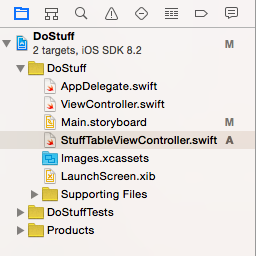 DoStuff M
2 targets, iOS SDK 8.2
DoStuff
AppDelegate.swift
ViewController.swift
Main.storyboard M
StuffTableViewController.swift A
Images.xcassets
LaunchScreen.xib
Supporting Files
DoStuffTests
Products